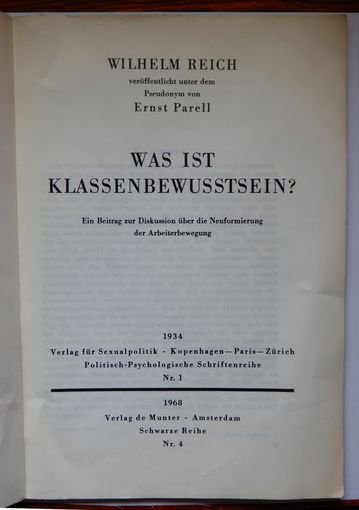 WILHELM REICH
veröffentlicht unter dem
Pseudonym von
Ernst Parell
WAS IST
KLASSENBEWUSSTSEIN?
Ein Beitrag zur Diskussion über die Neuformierung
der Arbeiterbewegung
1934
Verlag für Sexualpolitik - Kopenhagen—Paris—Zürich
Politisch-Psychologische Schriftenreihe
Nr. 1
1968
Verlag de Munter - Amsterdam
Schwarze Reihe
Nr. 4